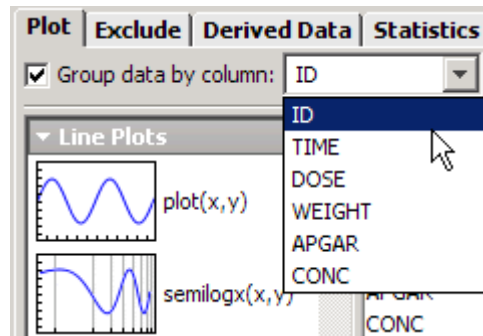 Plot Exclude Derived Data Statistics
Group data by column: ID
ID
TIME
DOSE
WEIGHT
APGAR
CONC
Line Plots
plot(x,y)
semilogx(x,y)
APGAR
CONC